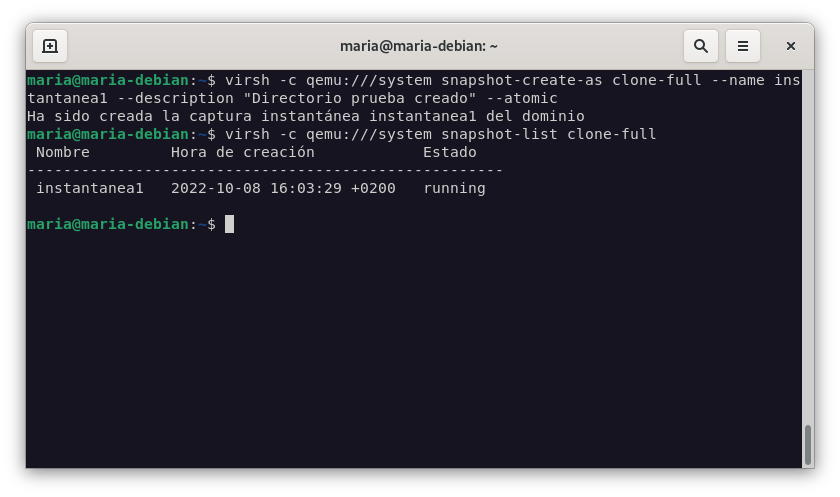 maria@maria-debian: ~
maria@maria-debian:~$ virsh -c qemu:///system snapshot-create-as clone-full --name ins
tantanea1 --description "Directorio prueba creado" --atomic
Ha sido creada la captura instantánea instantanea1 del dominio
maria@maria-debian:~$ virsh -c qemu:///system snapshot-list clone-full
 Nombre         Hora de creación            Estado
-----------------------------------------------------
 instantanea1   2022-10-08 16:03:29 +0200   running
maria@maria-debian:~$